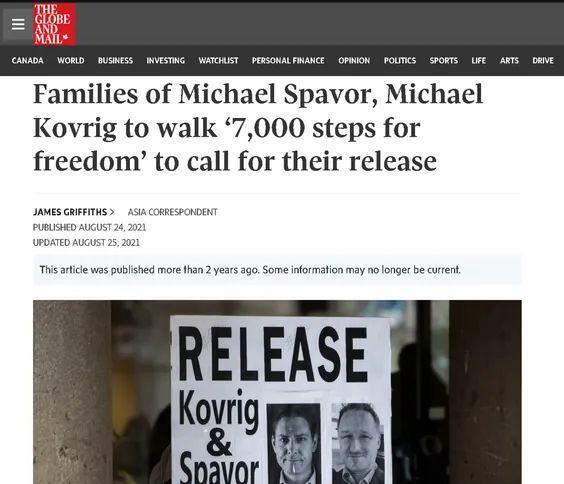 THE
GLOBE
AND
MAIL
CANADA WORLD BUSINESS INVESTING WATCHLIST PERSONAL FINANCE OPINION POLITICS SPORTS LIFE ARTS DRIVE
Families of Michael Spavor, Michael
Kovrig to walk ‘7,000 steps for
freedom’ to call for their release
JAMES GRIFFITHS > ASIA CORRESPONDENT
PUBLISHED AUGUST 24, 2021
UPDATED AUGUST 25, 2021
This article was published more than 2 years ago. Some information may no longer be current.
RELEASE
Kovrig
&
Spavor